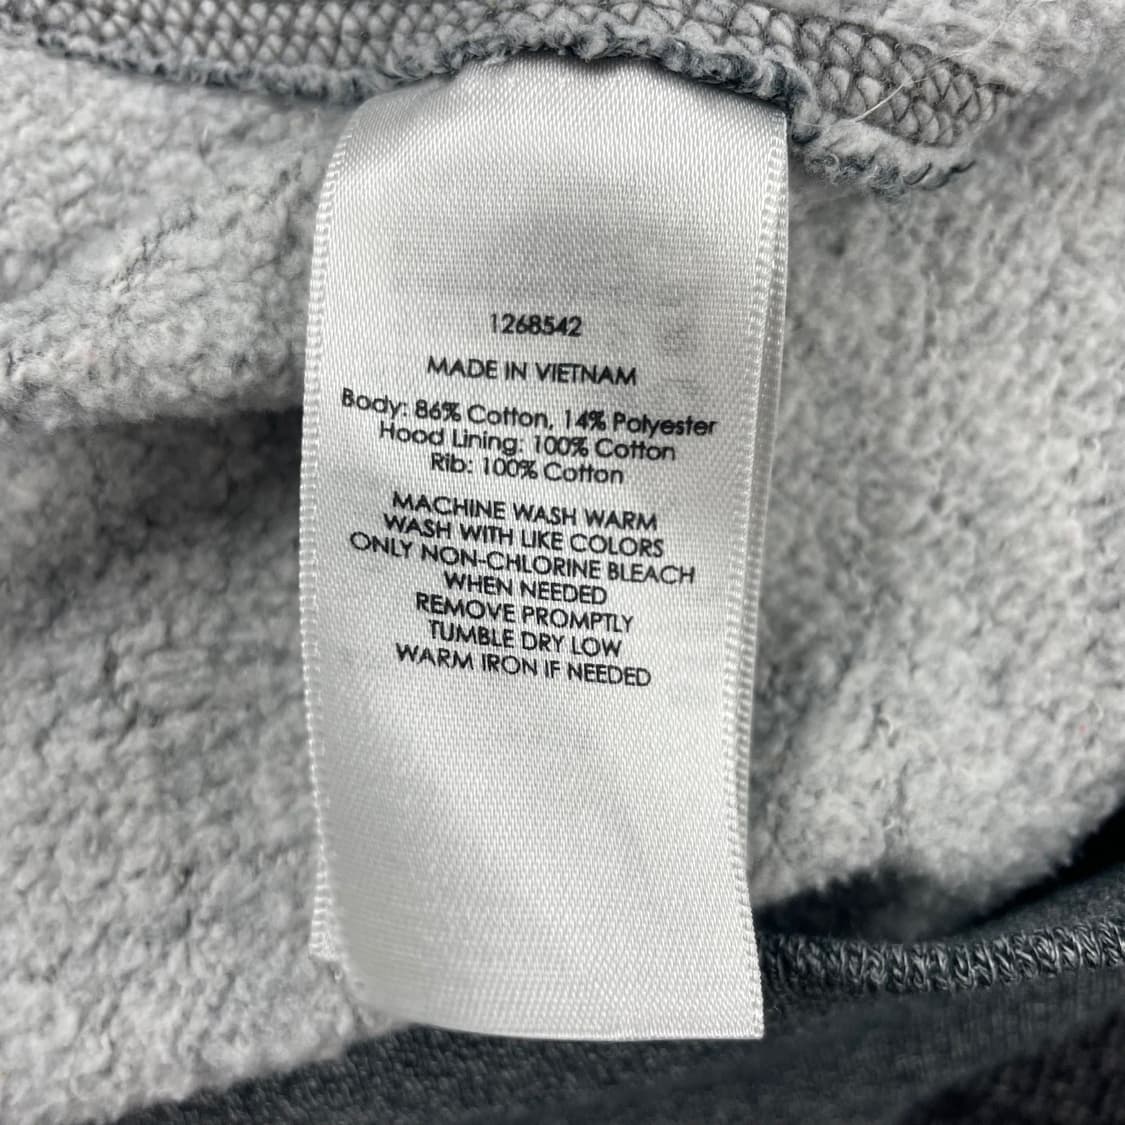 1268542
MADE IN VIETNAM
Body: 86% Cotton, 14% Polyester
Hood Lining: 100% Cotton
Rib: 100% Cotton
MACHINE WASH WARM
WASH WITH LIKE COLORS
ONLY NON-CHLORINE BLEACH
WHEN NEEDED
REMOVE PROMPTLY
TUMBLE DRY LOW
WARM IRON IF NEEDED